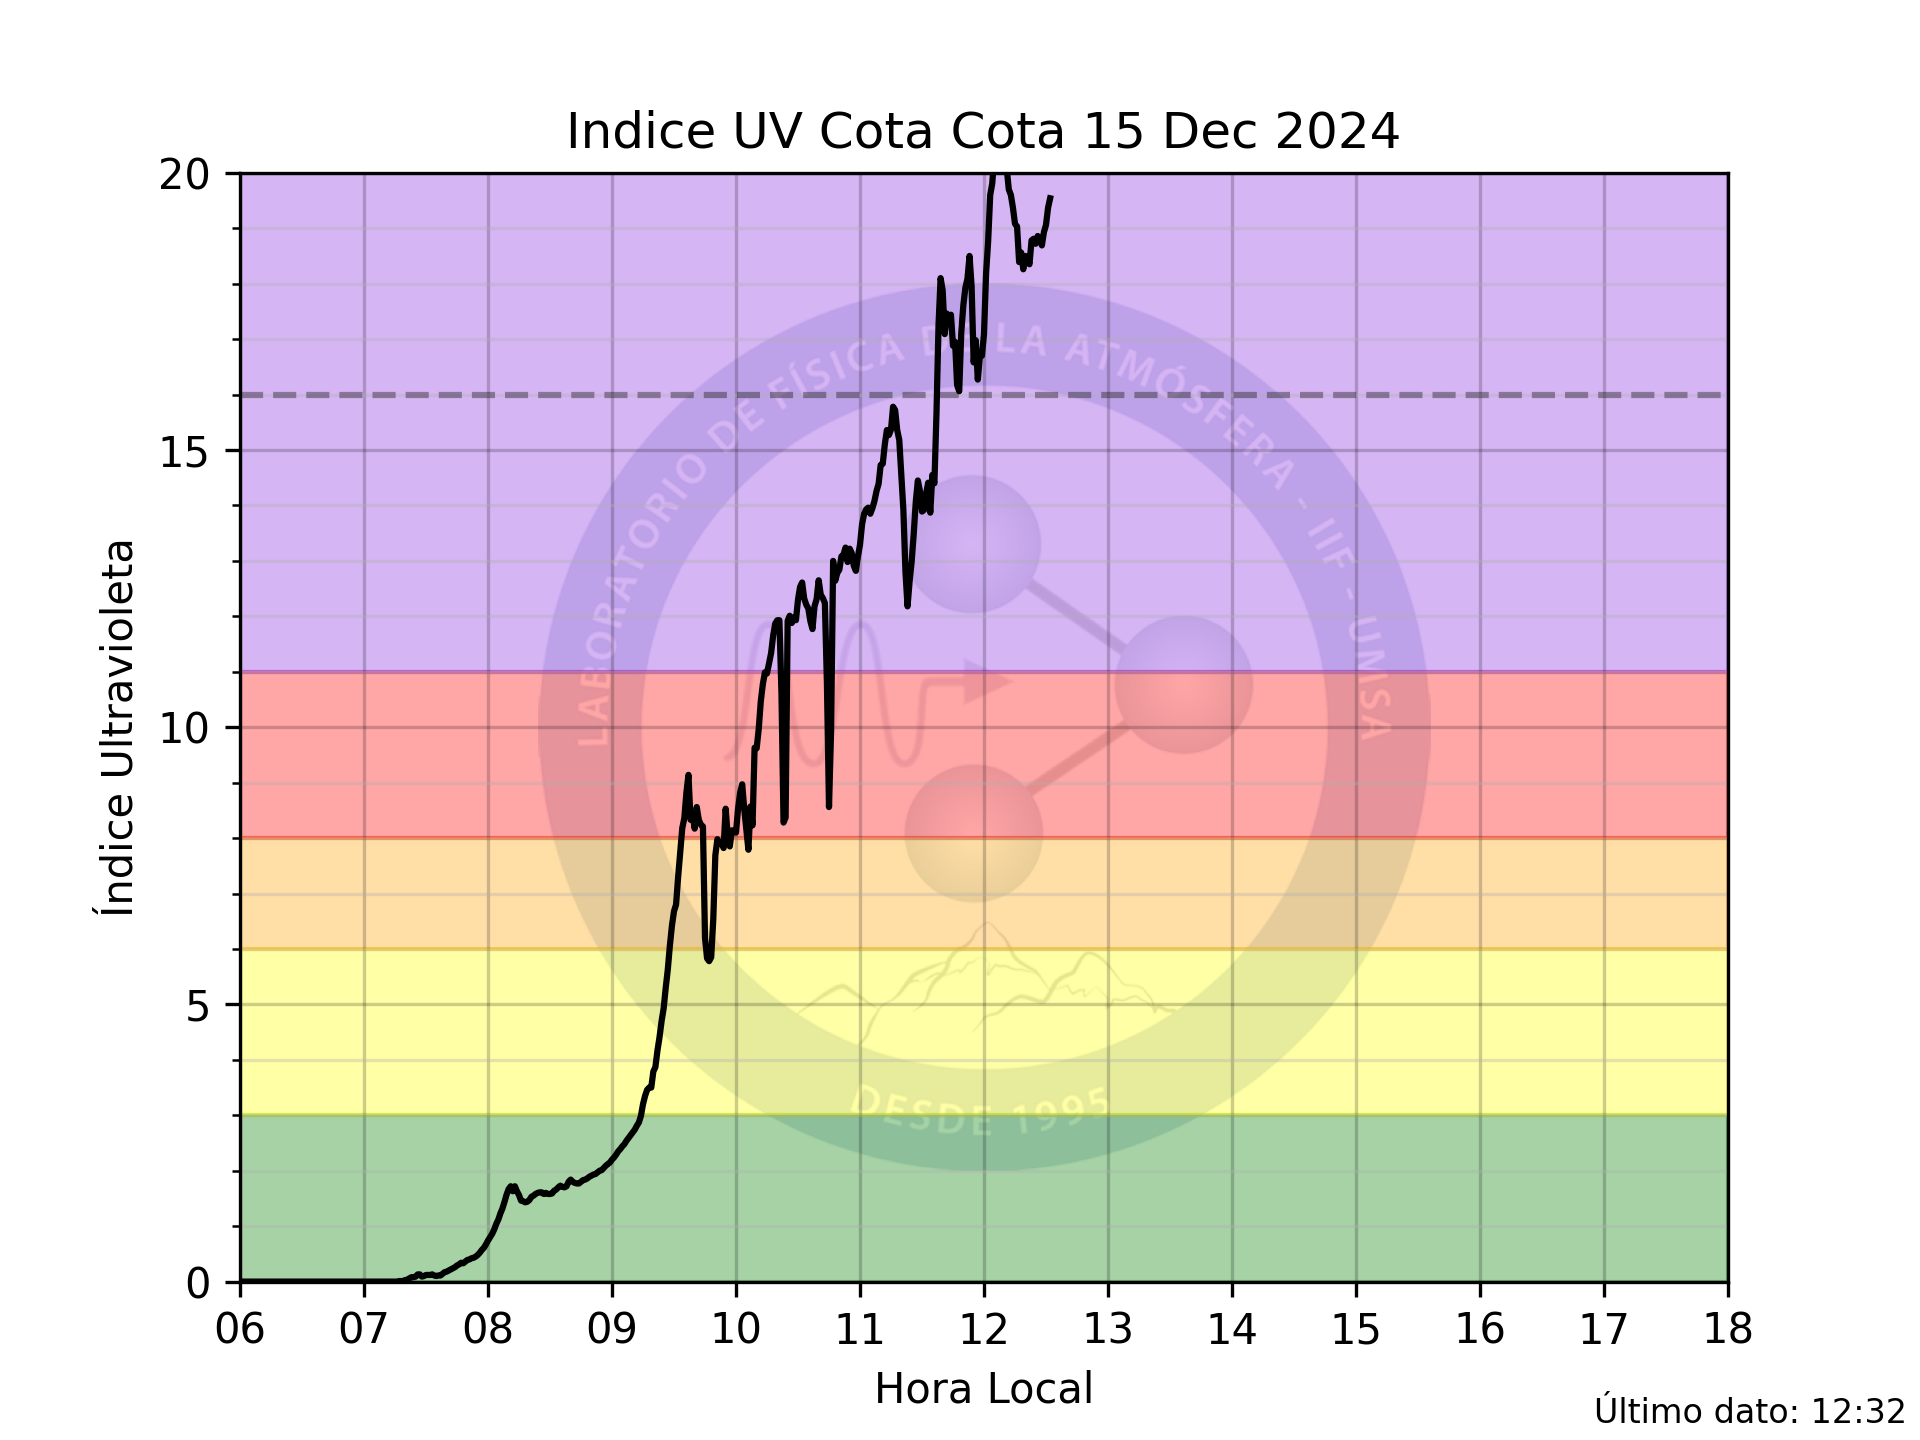 Indice UV Cota Cota 15 Dec 2024
20
15
10
5
0
Índice Ultravioleta
LABORATORIO DE FÍSICA DE LA ATMÓSFERA - IIF - UMSA
DESDE 1995
06 07 08 09 10 11 12 13 14 15 16 17 18
Hora Local
Último dato: 12:32